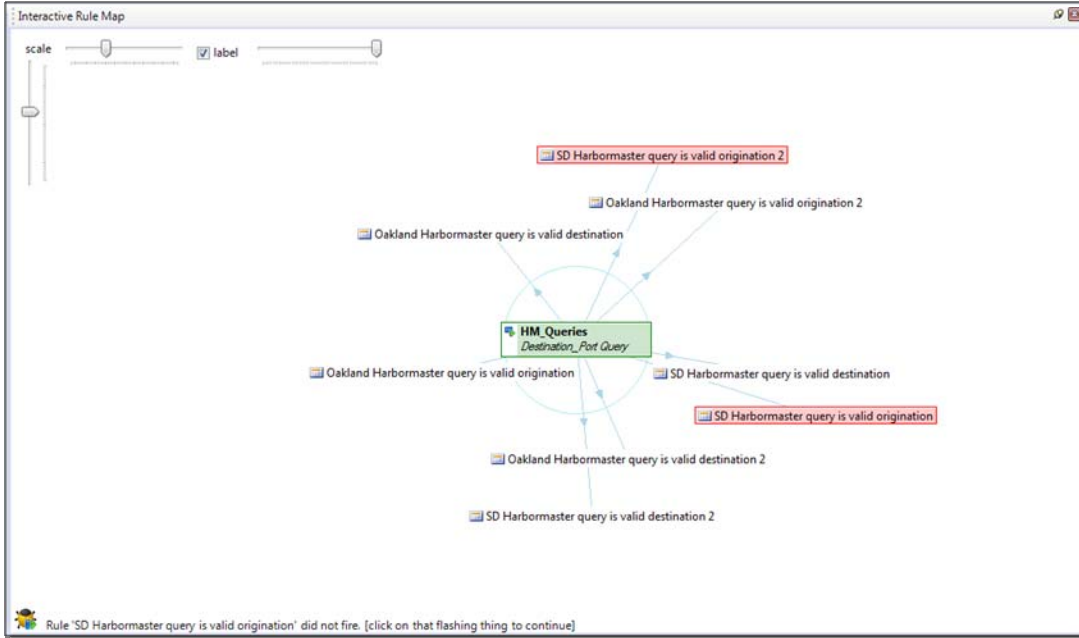 Interactive Rule Map
scale
label
SD Harbormaster query is valid origination 2
Oakland Harbormaster query is valid origination 2
Oakland Harbormaster query is valid destination
HM_Queries
Destination_Port Query
Oakland Harbormaster query is valid origination
SD Harbormaster query is valid destination
SD Harbormaster query is valid origination
Oakland Harbormaster query is valid destination 2
SD Harbormaster query is valid destination 2
Rule 'SD Harbormaster query is valid origination' did not fire. [click on that flashing thing to continue]